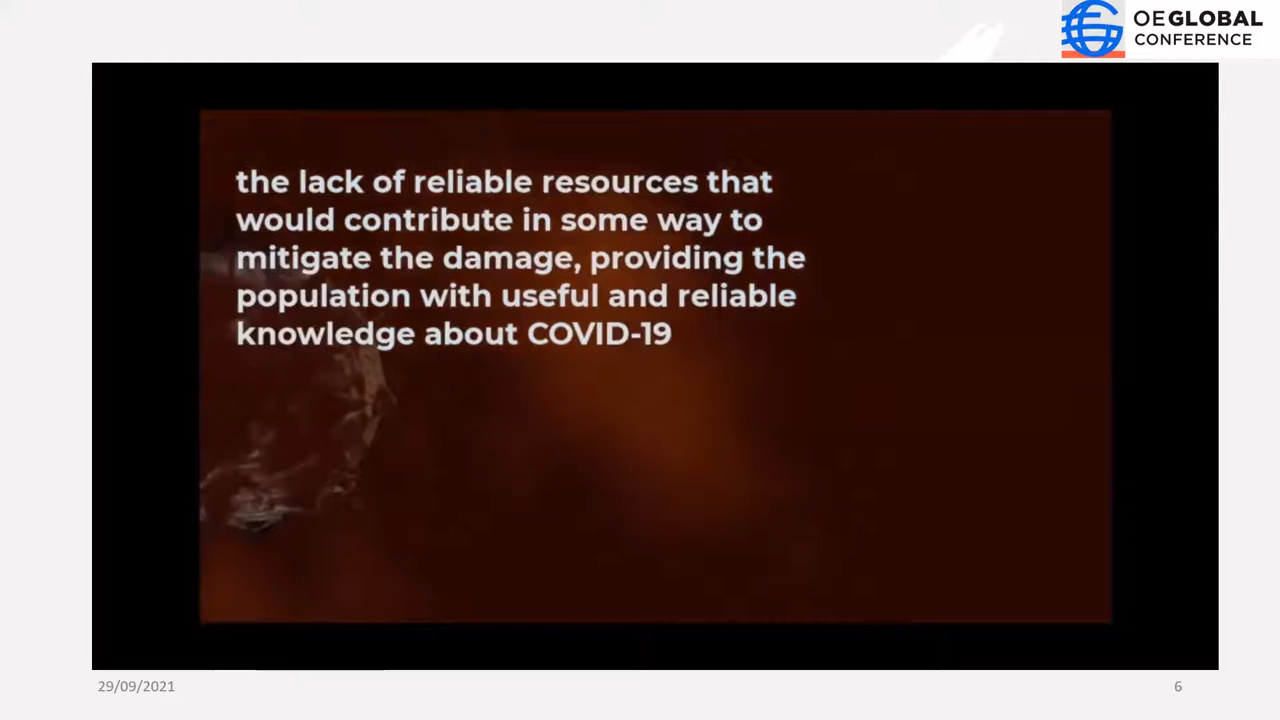 OEGLOBAL
CONFERENCE
the lack of reliable resources that
would contribute in some way to
mitigate the damage, providing the
population with useful and reliable
knowledge about COVID-19
29/09/2021
6